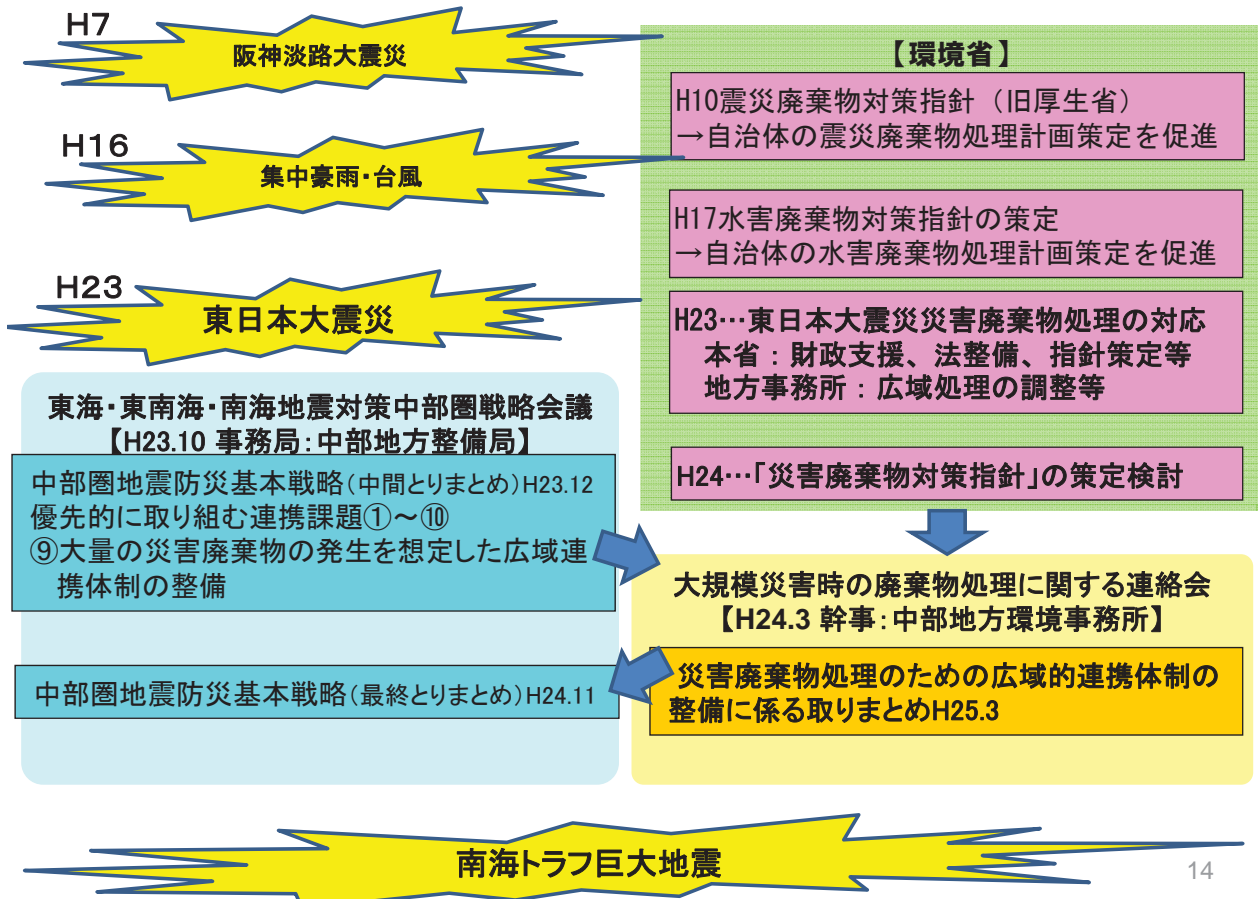 H7
阪神淡路大震災
H16
集中豪雨・台風
H23
東日本大震災
【環境省】
H10震災廃棄物対策指針（旧厚生省）
→自治体の震災廃棄物処理計画策定を促進
H17水害廃棄物対策指針の策定
→自治体の水害廃棄物処理計画策定を促進
H23…東日本大震災災害廃棄物処理の対応
本省：財政支援、法整備、指針策定等
地方事務所：広域処理の調整等
H24…「災害廃棄物対策指針」の策定検討
東海・東南海・南海地震対策中部圏戦略会議
【H23.10 事務局：中部地方整備局】
中部圏地震防災基本戦略（中間とりまとめ）H23.12
優先的に取り組む連携課題①～⑩
⑨大量の災害廃棄物の発生を想定した広域連
携体制の整備
中部圏地震防災基本戦略（最終とりまとめ）H24.11
大規模災害時の廃棄物処理に関する連絡会
【H24.3 幹事：中部地方環境事務所】
災害廃棄物処理のための広域的連携体制の
整備に係る取りまとめH25.3
南海トラフ巨大地震
14